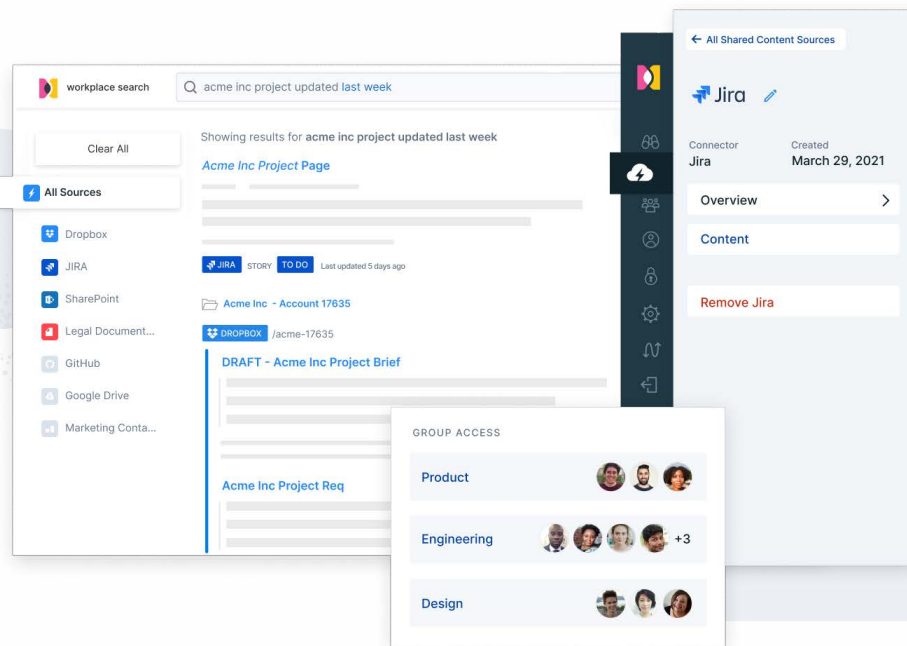 workplace search
acme inc project updated last week
Clear All
All Sources
Dropbox
JIRA
SharePoint
Legal Document...
GitHub
Google Drive
Marketing Conta...
Showing results for acme inc project updated last week
Acme Inc Project Page
JIRA STORY TO DO Last updated 5 days ago
Acme Inc - Account 17635
DROPBOX /acme-17635
DRAFT - Acme Inc Project Brief
Acme Inc Project Req
← All Shared Content Sources
Jira
Connector Created
Jira March 29, 2021
Overview
Content
Remove Jira
GROUP ACCESS
Product
Engineering +3
Design